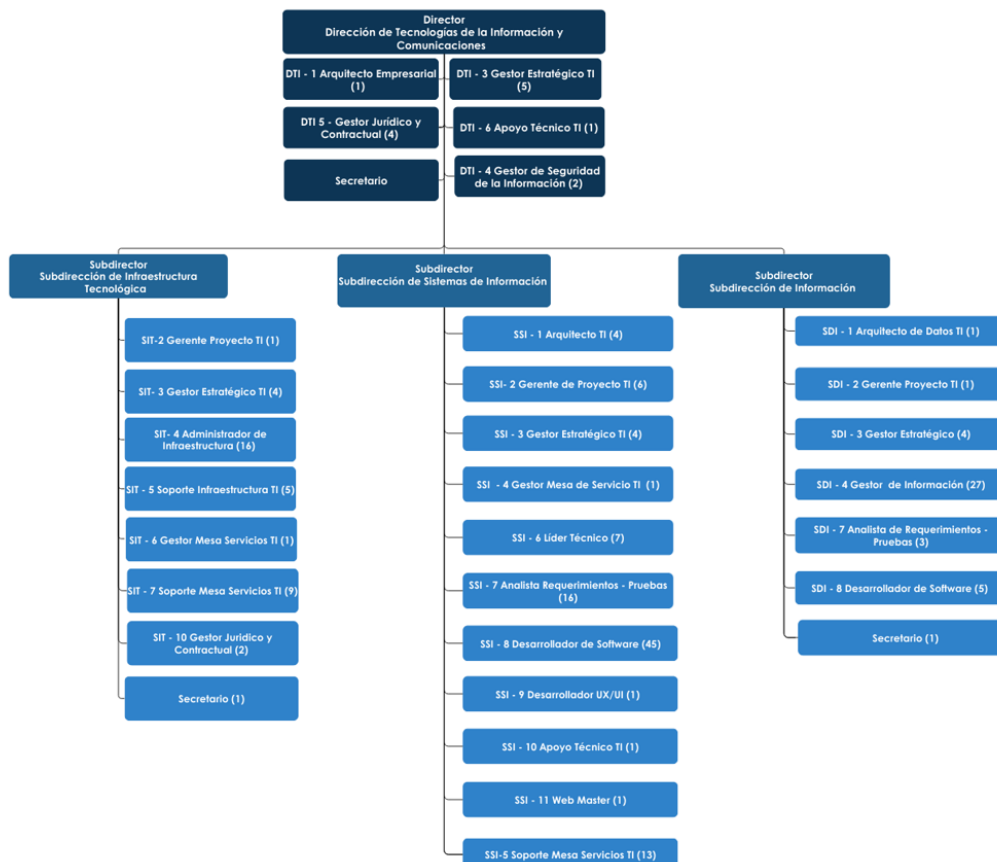 Director
Dirección de Tecnologías de la Información y
Comunicaciones
DTI - 1 Arquitecto Empresarial
(1)
DTI - 3 Gestor Estratégico TI
(5)
DTI 5 - Gestor Jurídico y
Contractual (4)
DTI - 6 Apoyo Técnico TI (1)
Secretario
DTI - 4 Gestor de Seguridad
de la Información (2)
Subdirector
Subdirección de Infraestructura
Tecnológica
SIT-2 Gerente Proyecto TI (1)
SIT- 3 Gestor Estratégico TI (4)
SIT- 4 Administrador de
Infraestructura (16)
SIT - 5 Soporte Infraestructura TI (5)
SIT - 6 Gestor Mesa Servicios TI (1)
SIT - 7 Soporte Mesa Servicios TI (9)
SIT - 10 Gestor Juridico y
Contractual (2)
Secretario (1)
Subdirector
Subdirección de Sistemas de Información
SSI - 1 Arquitecto TI (4)
SSI- 2 Gerente de Proyecto TI (6)
SSI - 3 Gestor Estratégico TI (4)
SSI - 4 Gestor Mesa de Servicio TI (1)
SSI - 6 Líder Técnico (7)
SSI - 7 Analista Requerimientos - Pruebas
(16)
SSI - 8 Desarrollador de Software (45)
SSI - 9 Desarrollador UX/UI (1)
SSI - 10 Apoyo Técnico TI (1)
SSI - 11 Web Master (1)
SSI-5 Soporte Mesa Servicios TI (13)
Subdirector
Subdirección de Información
SDI - 1 Arquitecto de Datos TI (1)
SDI - 2 Gerente Proyecto TI (1)
SDI - 3 Gestor Estratégico (4)
SDI - 4 Gestor de Información (27)
SDI - 7 Analista de Requerimientos -
Pruebas (3)
SDI - 8 Desarrollador de Software (5)
Secretario (1)